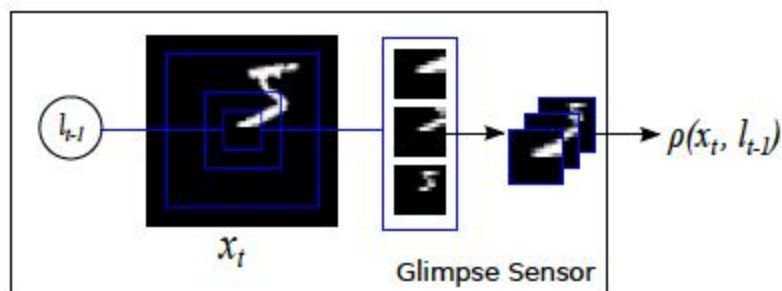 l_{t-1}
x_t
ρ(x_t, l_{t-1})
Glimpse Sensor